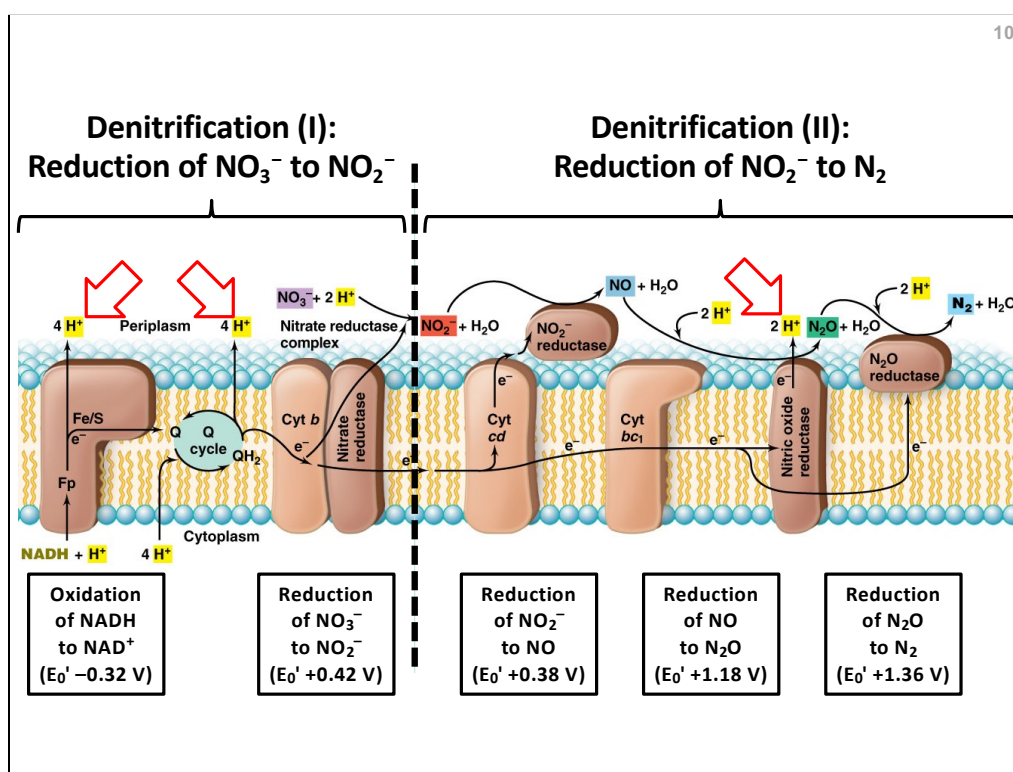 10
Denitrification (I):
Reduction of NO₃⁻ to NO₂⁻
Denitrification (II):
Reduction of NO₂⁻ to N₂
4 H⁺
Periplasm
4 H⁺
NO₃⁻ + 2 H⁺
Nitrate reductase
complex
NO₂⁻ + H₂O
NO + H₂O
NO₂⁻
reductase
2 H⁺
2 H⁺
N₂O + H₂O
2 H⁺
N₂ + H₂O
N₂O
reductase
Fe/S
e⁻
Q
Q
cycle
QH₂
Fp
Cyt b
Nitrate
reductase
e⁻
e⁻
e⁻
Cyt
cd
e⁻
Cyt
bc₁
e⁻
e⁻
Nitric oxide
reductase
e⁻
NADH + H⁺
4 H⁺
Cytoplasm
Oxidation
of NADH
to NAD⁺
(E₀' –0.32 V)
Reduction
of NO₃⁻
to NO₂⁻
(E₀' +0.42 V)
Reduction
of NO₂⁻
to NO
(E₀' +0.38 V)
Reduction
of NO
to N₂O
(E₀' +1.18 V)
Reduction
of N₂O
to N₂
(E₀' +1.36 V)